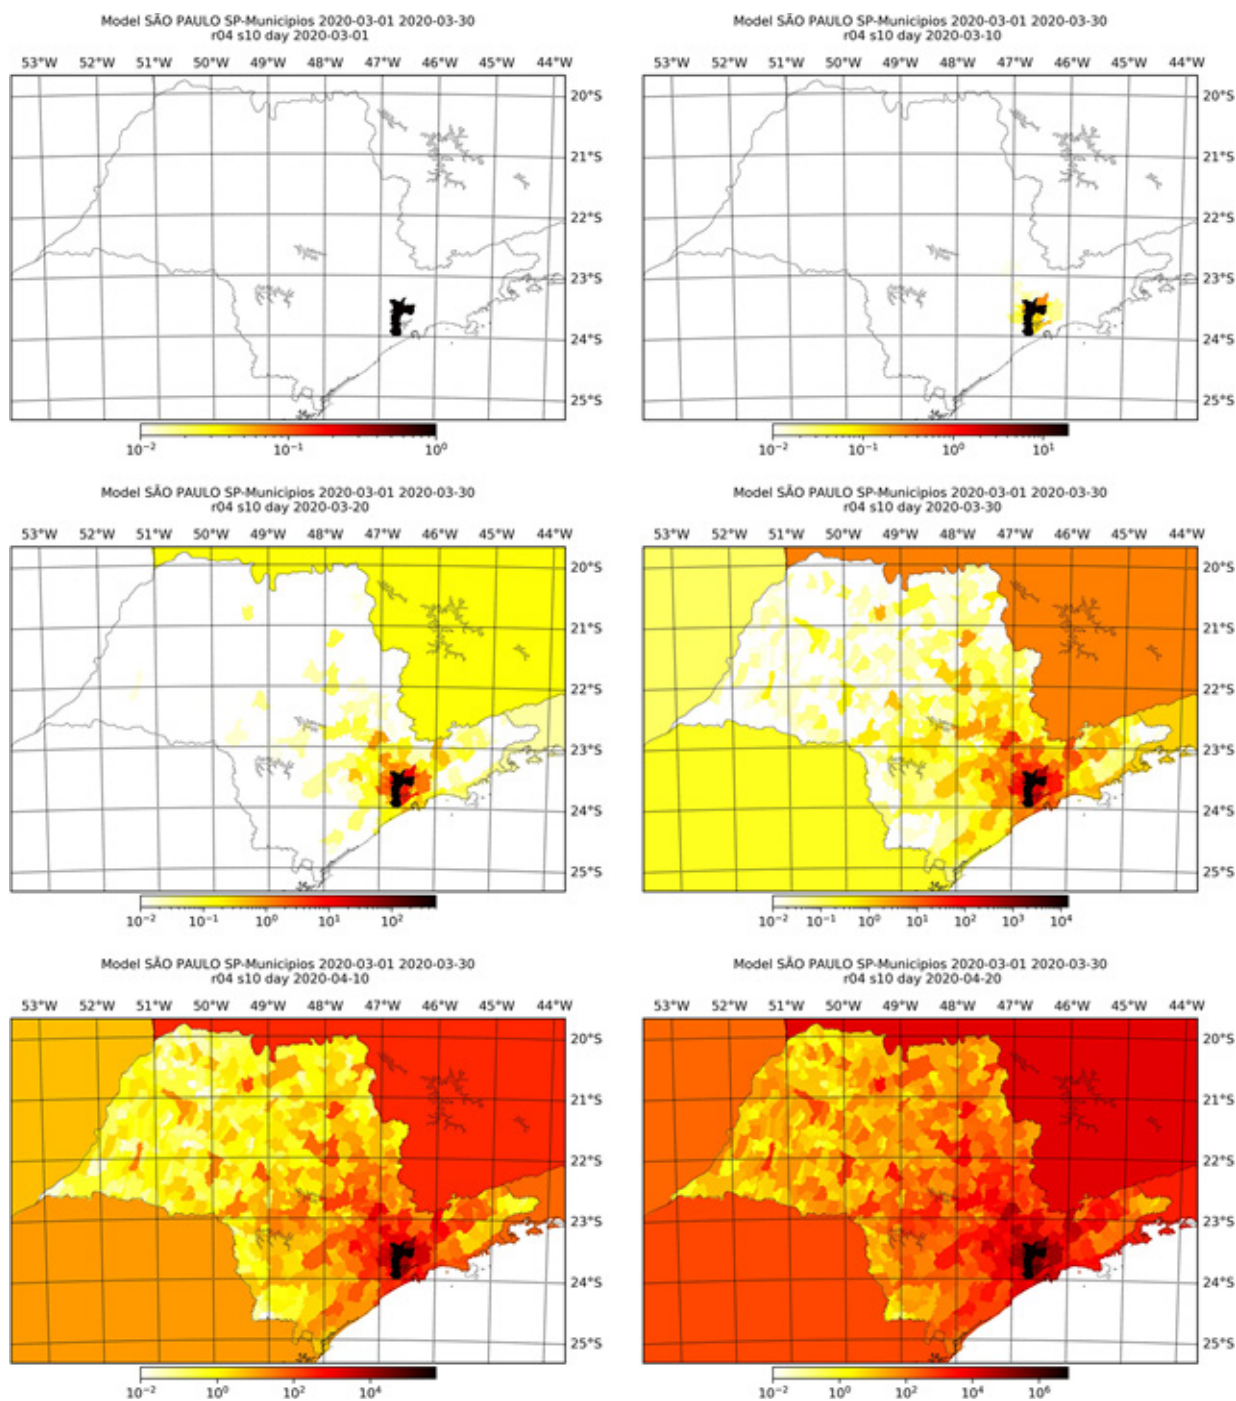 Model SÃO PAULO SP-Municipios 2020-03-01 2020-03-30
r04 s10 day 2020-03-01
53°W 52°W 51°W 50°W 49°W 48°W 47°W 46°W 45°W 44°W
20°S
21°S
22°S
23°S
24°S
25°S
10⁻² 10⁻¹ 10⁰
Model SÃO PAULO SP-Municipios 2020-03-01 2020-03-30
r04 s10 day 2020-03-10
53°W 52°W 51°W 50°W 49°W 48°W 47°W 46°W 45°W 44°W
20°S
21°S
22°S
23°S
24°S
25°S
10⁻² 10⁻¹ 10⁰ 10¹
Model SÃO PAULO SP-Municipios 2020-03-01 2020-03-30
r04 s10 day 2020-03-20
53°W 52°W 51°W 50°W 49°W 48°W 47°W 46°W 45°W 44°W
20°S
21°S
22°S
23°S
24°S
25°S
10⁻² 10⁻¹ 10⁰ 10¹ 10²
Model SÃO PAULO SP-Municipios 2020-03-01 2020-03-30
r04 s10 day 2020-03-30
53°W 52°W 51°W 50°W 49°W 48°W 47°W 46°W 45°W 44°W
20°S
21°S
22°S
23°S
24°S
25°S
10⁻² 10⁻¹ 10⁰ 10¹ 10² 10³ 10⁴
Model SÃO PAULO SP-Municipios 2020-03-01 2020-03-30
r04 s10 day 2020-04-10
53°W 52°W 51°W 50°W 49°W 48°W 47°W 46°W 45°W 44°W
20°S
21°S
22°S
23°S
24°S
25°S
10⁻² 10⁰ 10² 10⁴
Model SÃO PAULO SP-Municipios 2020-03-01 2020-03-30
r04 s10 day 2020-04-20
53°W 52°W 51°W 50°W 49°W 48°W 47°W 46°W 45°W 44°W
20°S
21°S
22°S
23°S
24°S
25°S
10⁻² 10⁰ 10² 10⁴ 10⁶